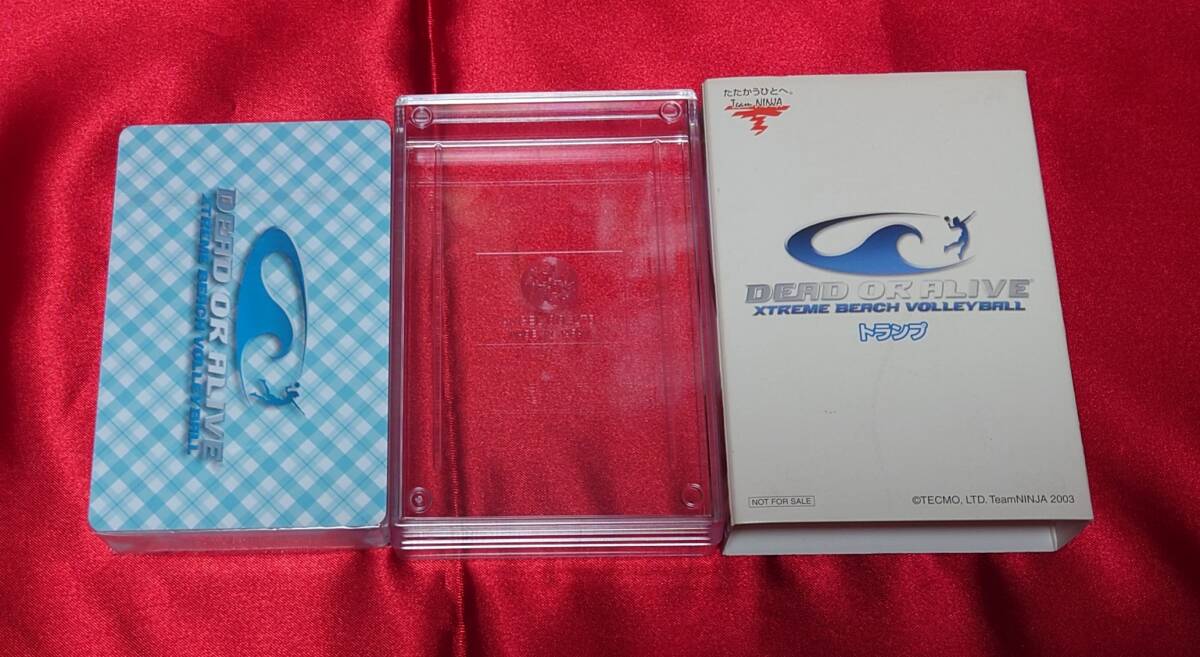 DEAD OR ALIVE
XTREME BEACH VOLLEYBALL
たたかうひとへ。
Team NINJA
DEAD OR ALIVE
XTREME BEACH VOLLEYBALL
トランプ
NOT FOR SALE
©TECMO, LTD. TeamNINJA 2003